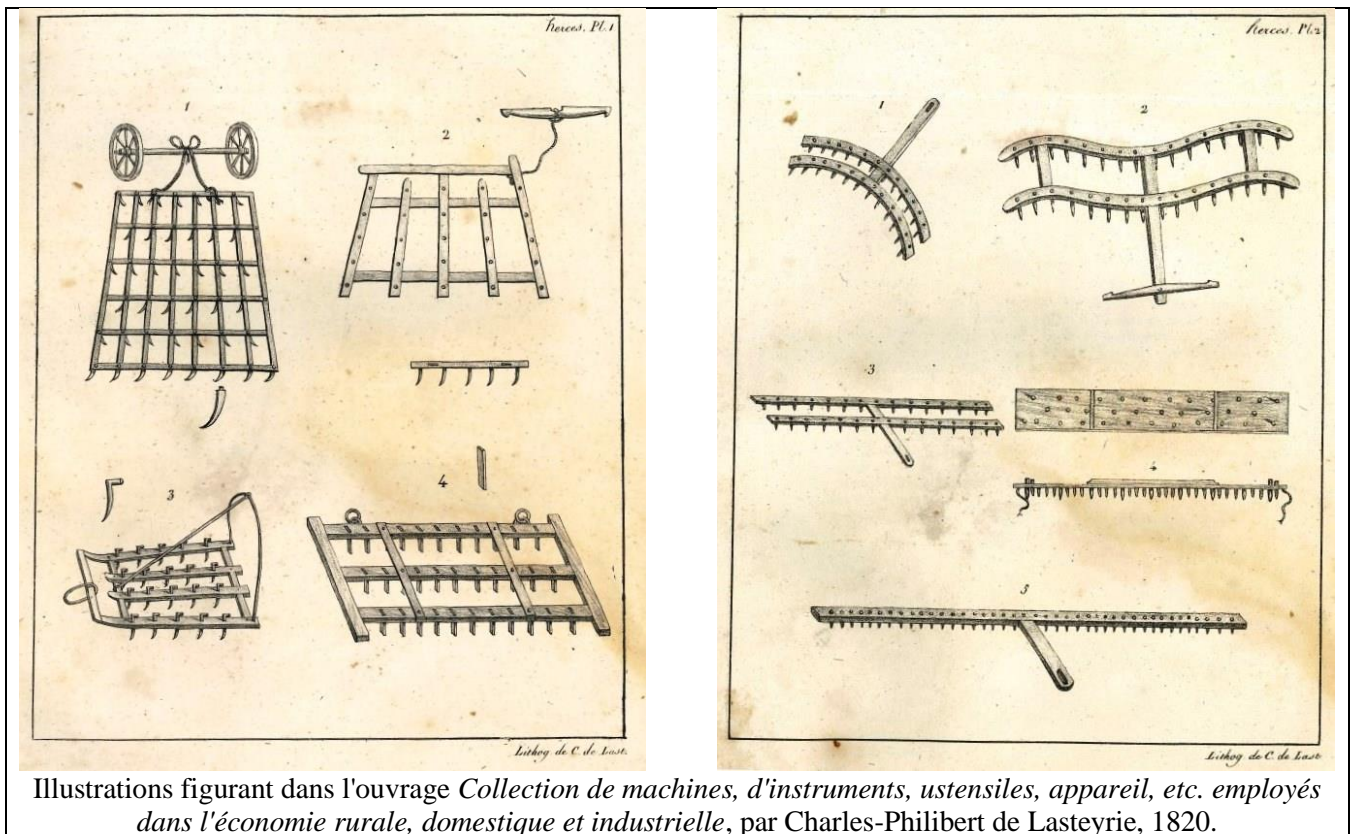 herces. Pl. 1
1
2
3
4
Lithog de C. de Last.
herces. Pl. 2
1
2
3
4
5
Lithog de C. de Last
Illustrations figurant dans l'ouvrage Collection de machines, d'instruments, ustensiles, appareil, etc. employés
dans l'économie rurale, domestique et industrielle, par Charles-Philibert de Lasteyrie, 1820.